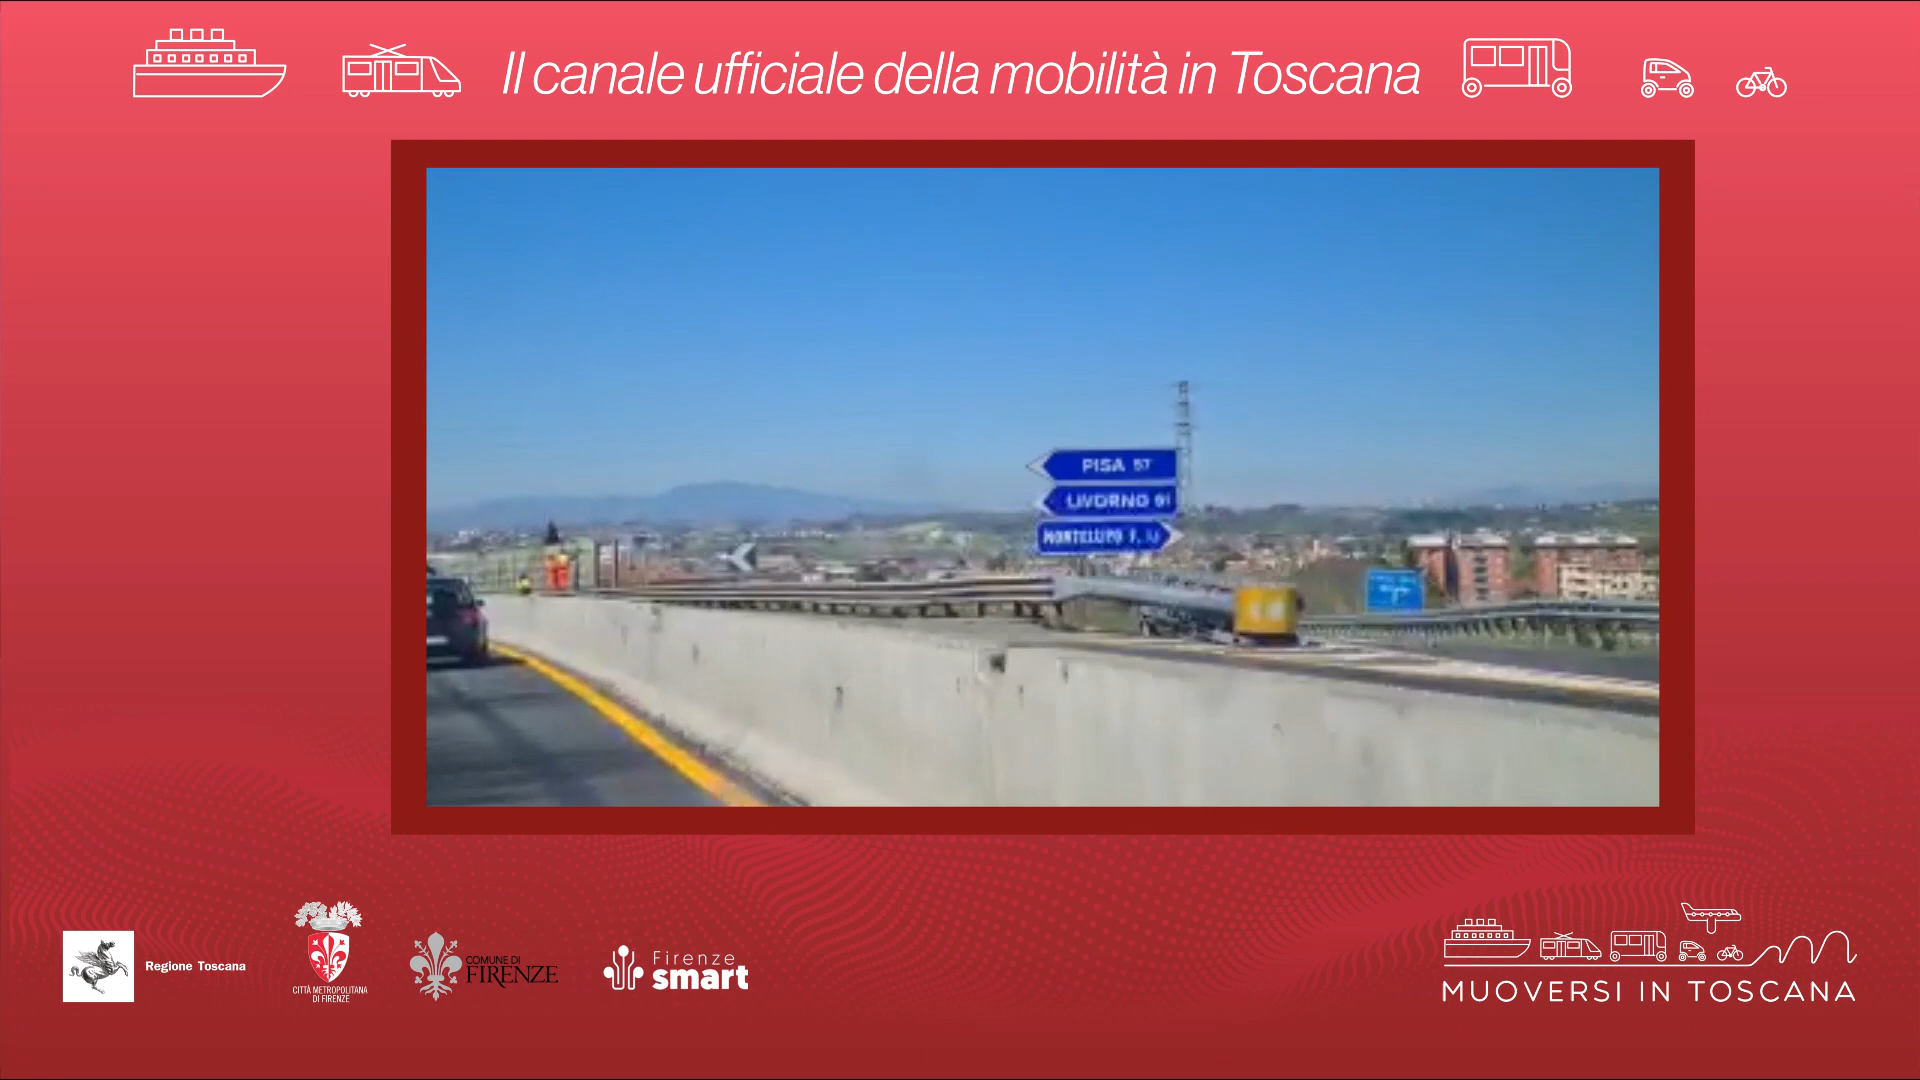 Il canale ufficiale della mobilità in Toscana
PISA 57
LIVORNO
MONTELUPO F.
Regione Toscana
CITTÀ METROPOLITANA
DI FIRENZE
COMUNE DI
FIRENZE
Firenze
smart
MUOVERSI IN TOSCANA